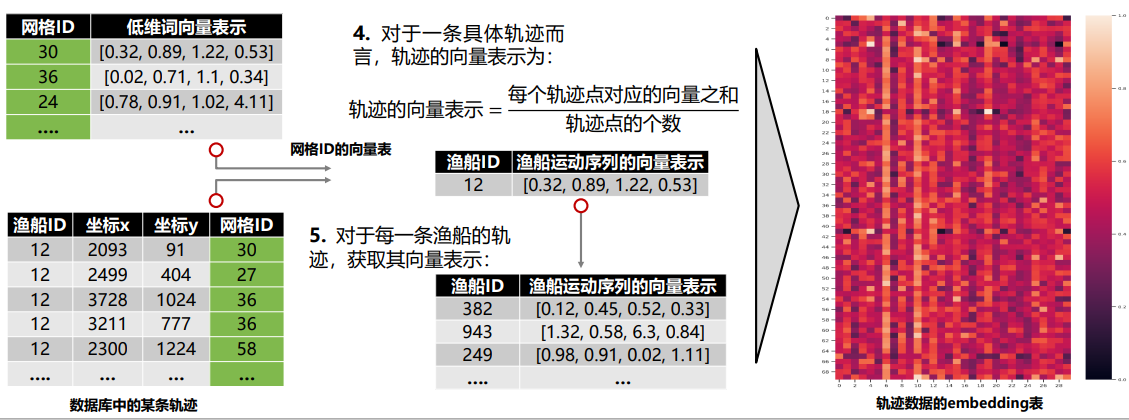 网格ID 低维词向量表示
30 [0.32, 0.89, 1.22, 0.53]
36 [0.02, 0.71, 1.1, 0.34]
24 [0.78, 0.91, 1.02, 4.11]
…. …
网格ID的向量表
渔船ID 坐标x 坐标y 网格ID
12 2093 91 30
12 2499 404 27
12 3728 1024 36
12 3211 777 36
12 2300 1224 58
…. … … …
数据库中的某条轨迹
4. 对于一条具体轨迹而
言，轨迹的向量表示为：
轨迹的向量表示 = 每个轨迹点对应的向量之和
轨迹点的个数
渔船ID 渔船运动序列的向量表示
12 [0.32, 0.89, 1.22, 0.53]
5. 对于每一条渔船的轨
迹，获取其向量表示：
渔船ID 渔船运动序列的向量表示
382 [0.12, 0.45, 0.52, 0.33]
943 [1.32, 0.58, 6.3, 0.84]
249 [0.98, 0.91, 0.02, 1.11]
…. …
0
2
4
6
8
10
12
14
16
18
20
22
24
26
28
30
32
34
36
38
40
42
44
46
48
50
52
54
56
58
60
62
64
66
68
0 2 4 6 8 10 12 14 16 18 20 22 24 26 28
1.0
0.8
0.6
0.4
0.2
0.0
轨迹数据的embedding表